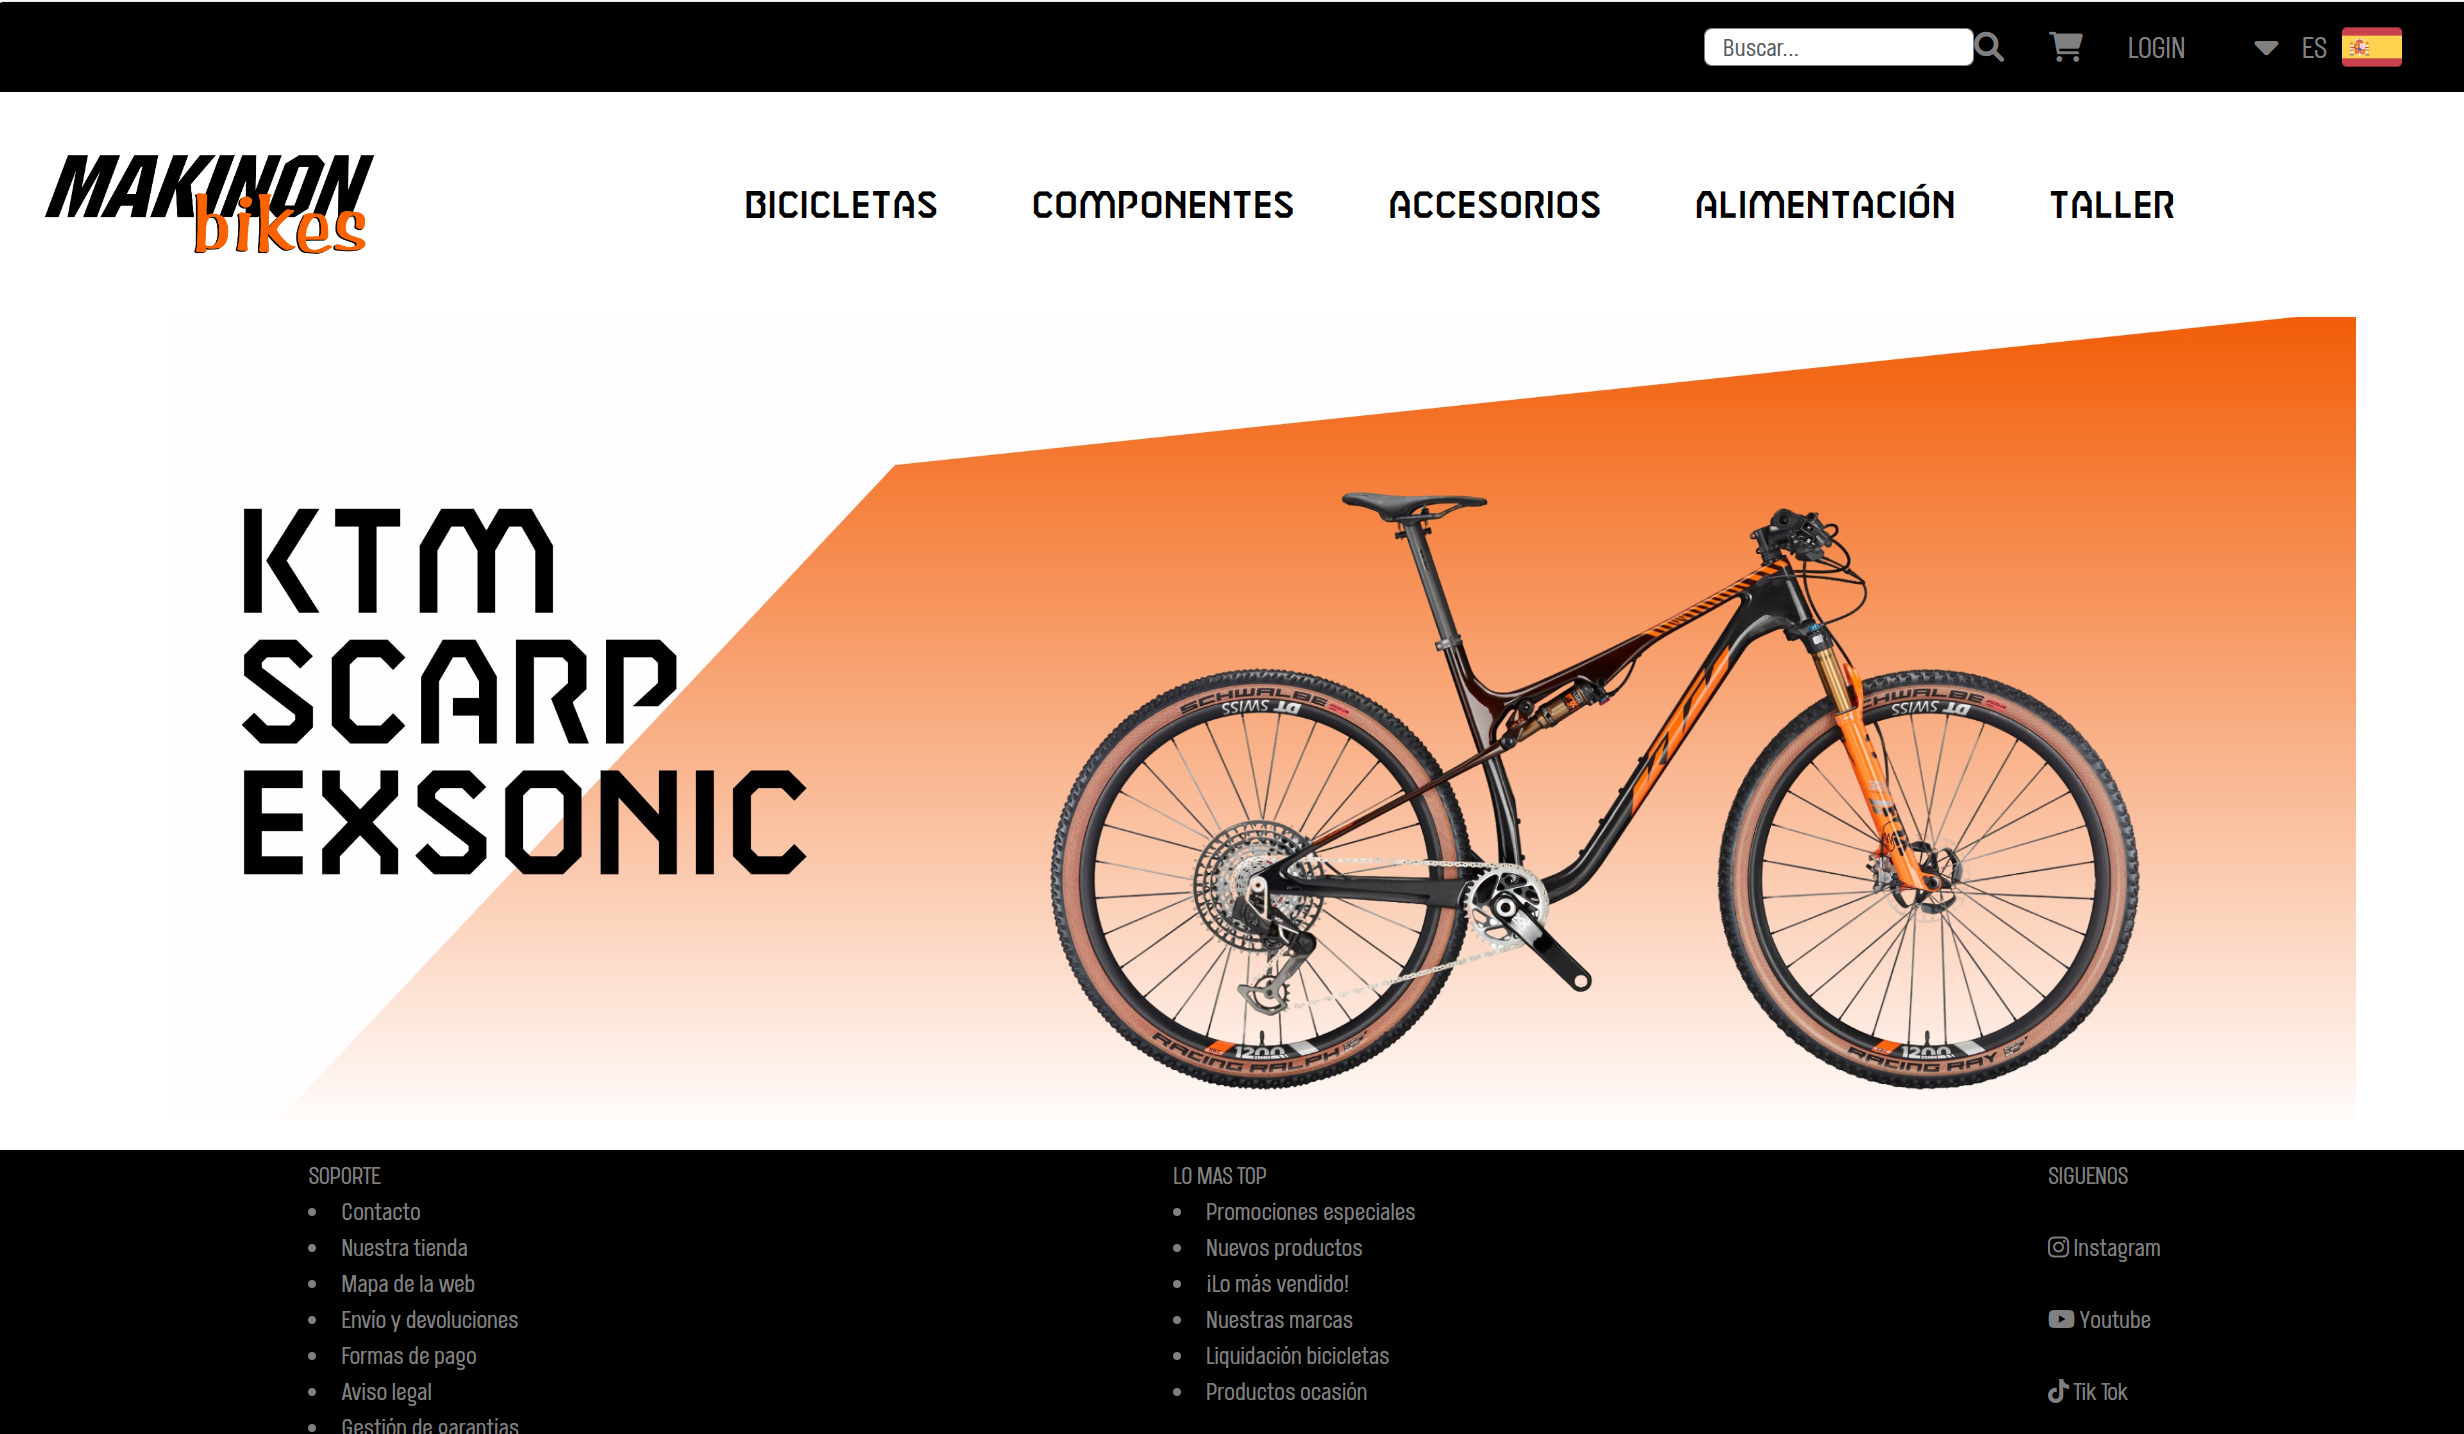 Buscar...
LOGIN
ES
MAKINON
bikes
BICICLETAS
COMPONENTES
ACCESORIOS
ALIMENTACIÓN
TALLER
KTM
SCARP
EXSONIC
SCHWALBE
DT SWISS
SCHWALBE
DT SWISS
KTM
1200
RACING RALPH
1200
RACING RAY
SOPORTE
Contacto
Nuestra tienda
Mapa de la web
Envío y devoluciones
Formas de pago
Aviso legal
Gestión de garantías
LO MAS TOP
Promociones especiales
Nuevos productos
¡Lo más vendido!
Nuestras marcas
Liquidación bicicletas
Productos ocasión
SIGUENOS
Instagram
Youtube
Tik Tok